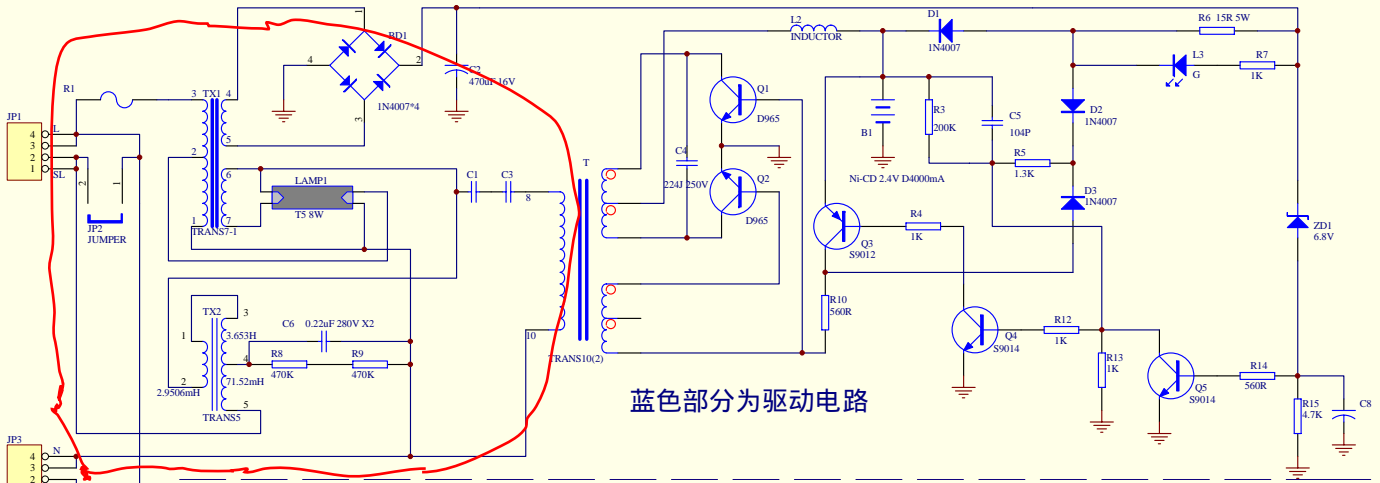 R1
JP1
4
3
2
1
L
SL
2
1
JP2
JUMPER
3
TX1
4
2
5
6
1
7
TRANS7-1
1
BD1
4
2
3
1N4007*4
C2
470uF 16V
LAMP1
T5 8W
C1
C3
8
10
T
TRANS10(2)
TX2
3
1
3.653H
4
2
2.9506mH
71.52mH
5
TRANS5
C6
0.22uF 280V X2
R8
470K
R9
470K
JP3
4
3
2
N
C4
224J 250V
Q1
D965
Q2
D965
L2
INDUCTOR
D1
1N4007
B1
R3
200K
C5
104P
Ni-CD 2.4V D4000mA
R5
1.3K
D2
1N4007
D3
1N4007
R6 15R 5W
L3
G
R7
1K
ZD1
6.8V
Q3
S9012
R4
1K
R10
560R
Q4
S9014
R12
1K
R13
1K
Q5
S9014
R14
560R
R15
4.7K
C8
蓝色部分为驱动电路